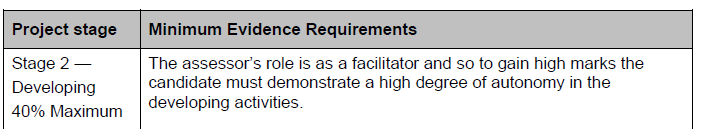 Project stage
Minimum Evidence Requirements
Stage 2 —
Developing
40% Maximum
The assessor's role is as a facilitator and so to gain high marks the
candidate must demonstrate a high degree of autonomy in the
developing activities.